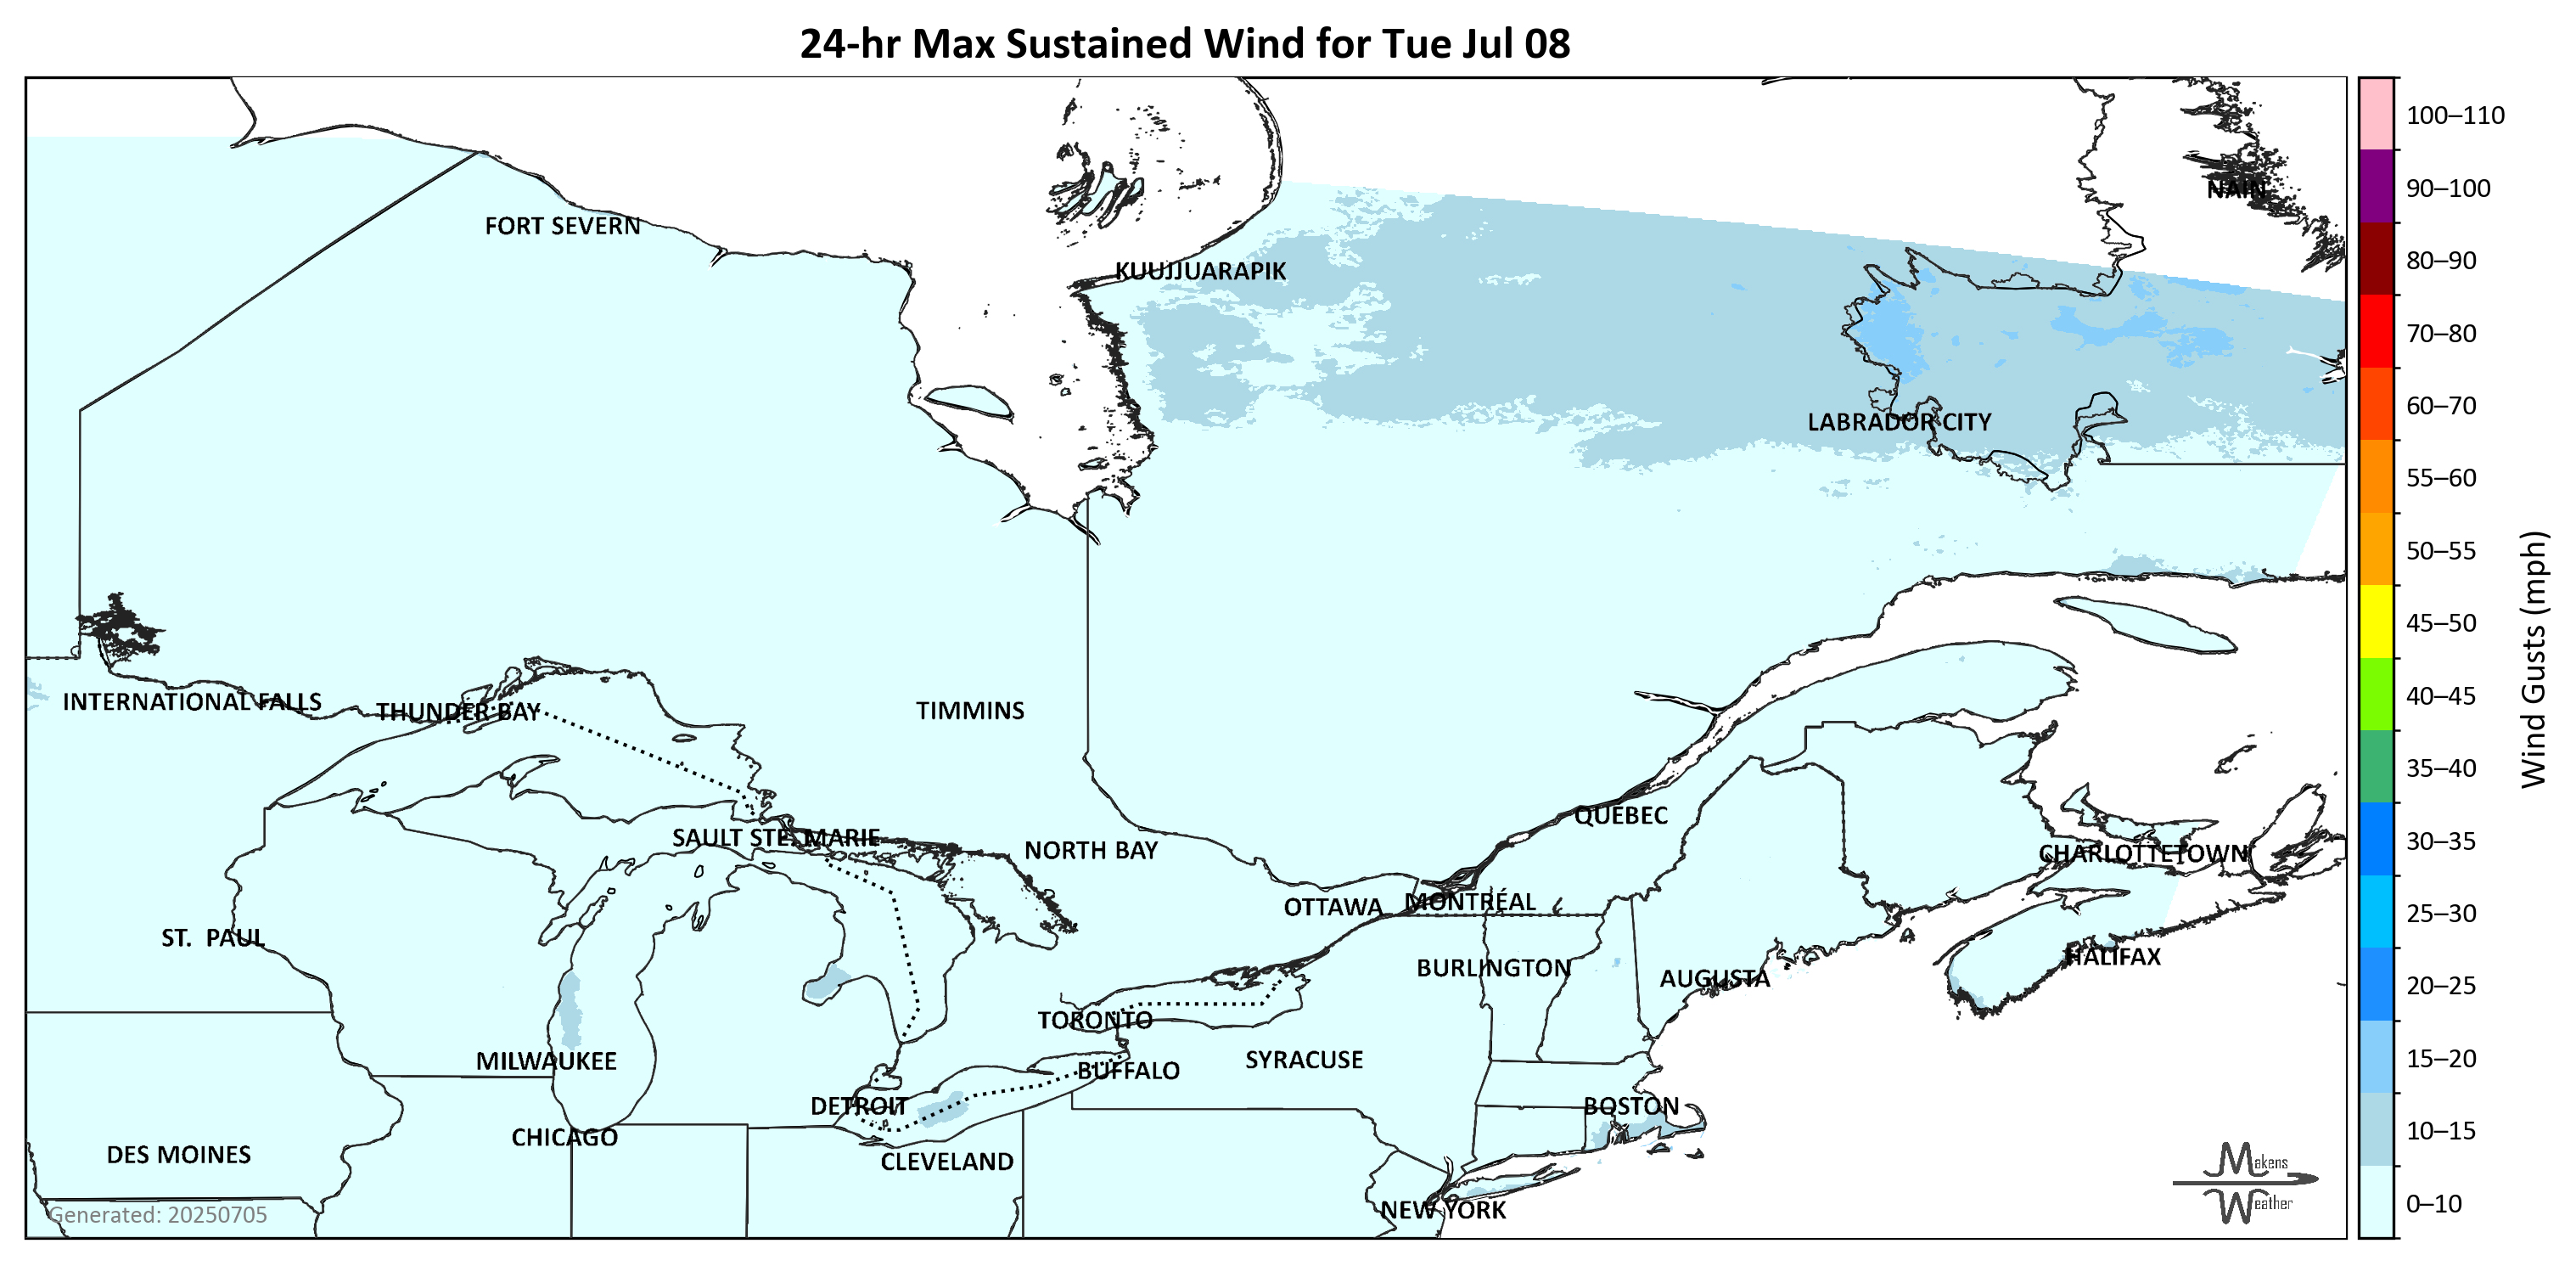 24-hr Max Sustained Wind for Tue Jul 08
100–110
90–100
NAIN
FORT SEVERN
80–90
KUUJJUARAPIK
70–80
60–70
LABRADOR CITY
55–60
50–55
45–50
Wind Gusts (mph)
40–45
INTERNATIONAL FALLS
THUNDER BAY
TIMMINS
35–40
QUÉBEC
30–35
SAULT STE. MARIE
NORTH BAY
CHARLOTTETOWN
OTTAWA
MONTRÉAL
25–30
ST. PAUL
HALIFAX
BURLINGTON
AUGUSTA
20–25
TORONTO
MILWAUKEE
SYRACUSE
15–20
BUFFALO
DETROIT
BOSTON
10–15
CHICAGO
DES MOINES
CLEVELAND
Makens
Weather
0–10
NEW YORK
Generated: 20250705